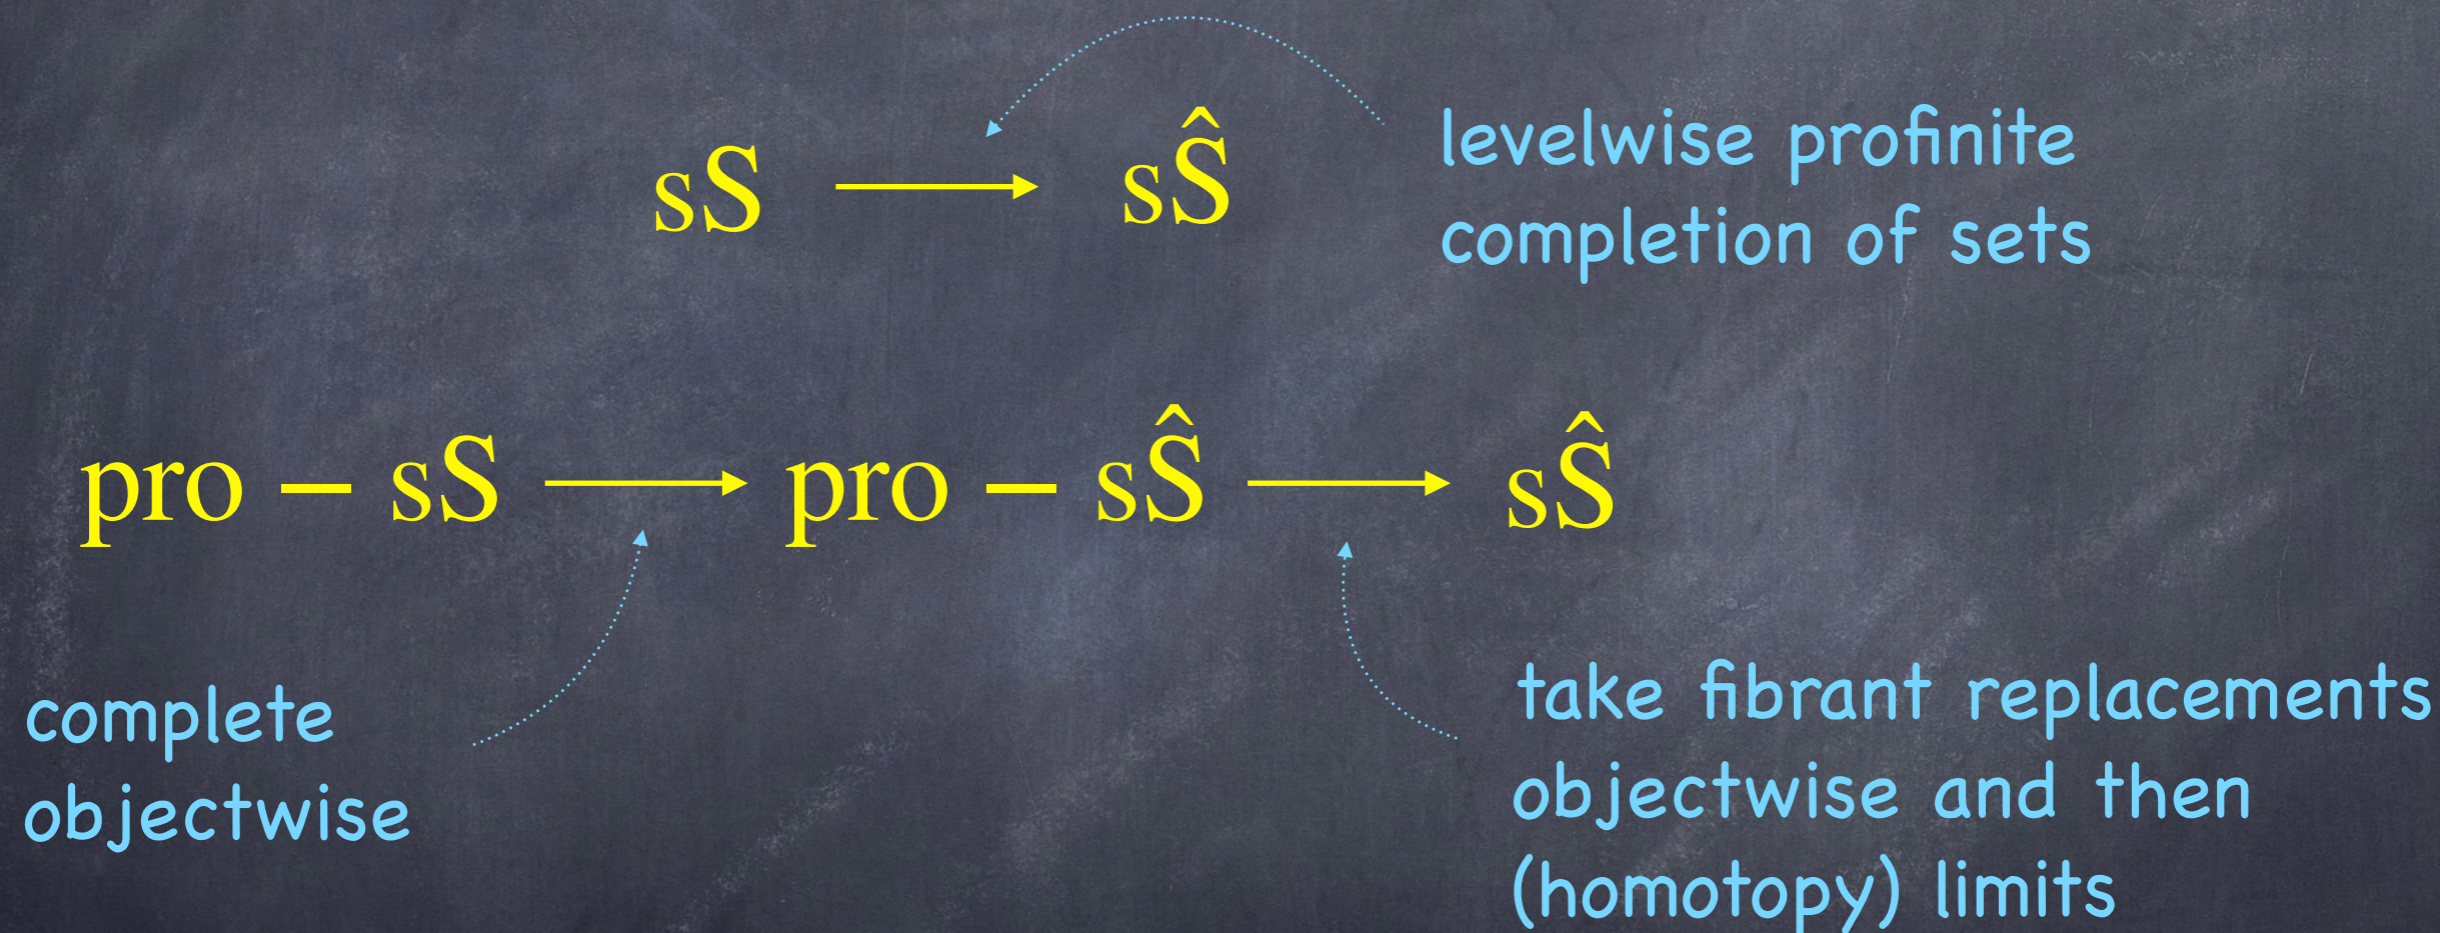 sS → sŜ
levelwise profinite
completion of sets
pro – sS → pro – sŜ → sŜ
complete
objectwise
take fibrant replacements
objectwise and then
(homotopy) limits